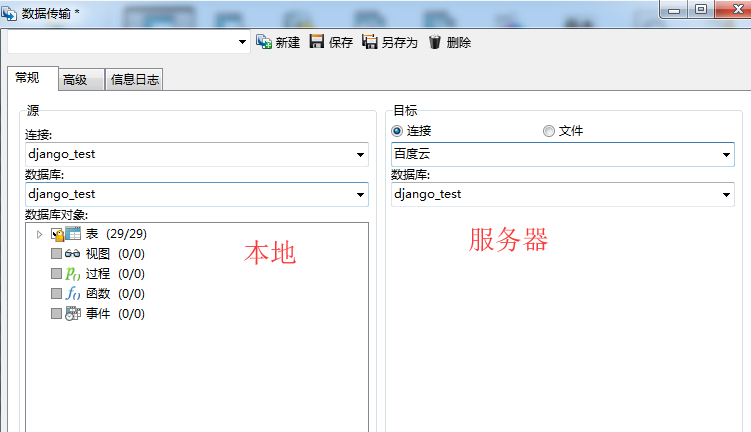 数据传输 *
新建 保存 另存为 删除
常规 高级 信息日志
源
连接:
django_test
数据库:
django_test
数据库对象:
表 (29/29)
视图 (0/0)
过程 (0/0)
函数 (0/0)
事件 (0/0)
本地
目标
连接 文件
百度云
数据库:
django_test
服务器